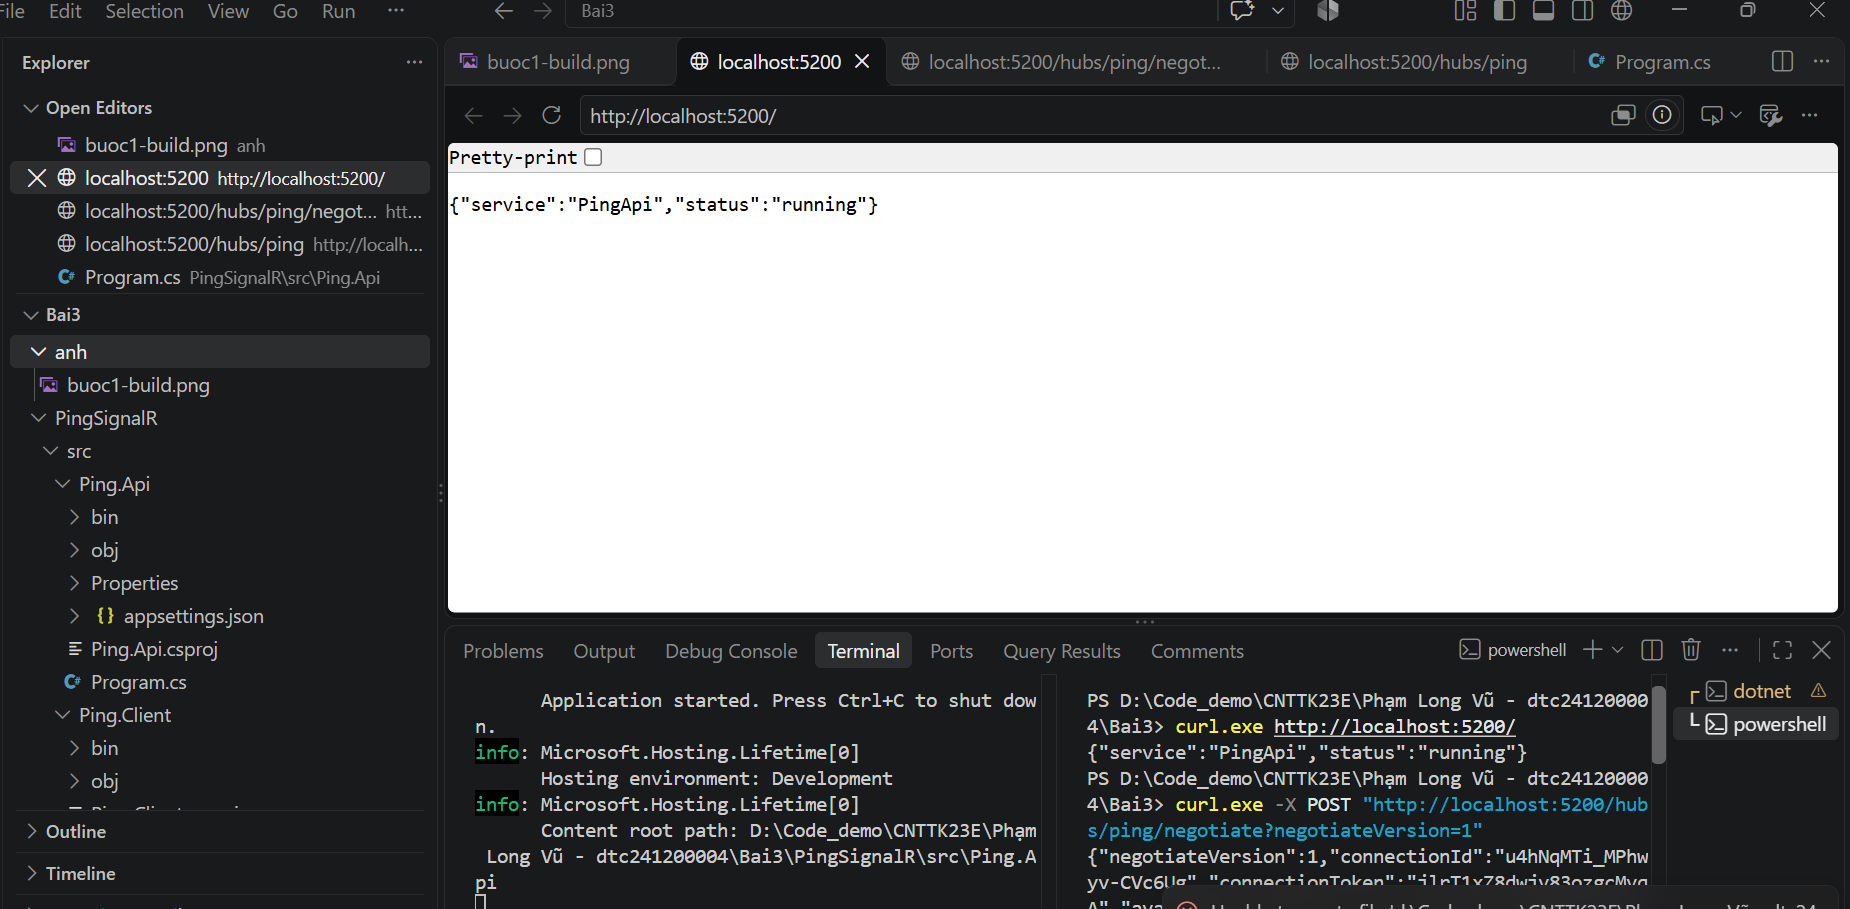 File Edit Selection View Go Run ··· Bai3
Explorer ···
Open Editors
buoc1-build.png anh
localhost:5200 http://localhost:5200/
localhost:5200/hubs/ping/negot... htt...
localhost:5200/hubs/ping http://localh...
Program.cs PingSignalR\src\Ping.Api
Bai3
anh
buoc1-build.png
PingSignalR
src
Ping.Api
bin
obj
Properties
{} appsettings.json
Ping.Api.csproj
Program.cs
Ping.Client
bin
obj
Outline
Timeline
buoc1-build.png localhost:5200 localhost:5200/hubs/ping/negot... localhost:5200/hubs/ping Program.cs
http://localhost:5200/
Pretty-print
{"service":"PingApi","status":"running"}
Problems Output Debug Console Terminal Ports Query Results Comments powershell
Application started. Press Ctrl+C to shut dow
n.
info: Microsoft.Hosting.Lifetime[0]
Hosting environment: Development
info: Microsoft.Hosting.Lifetime[0]
Content root path: D:\Code_demo\CNTTK23E\Phạm
Long Vũ - dtc241200004\Bai3\PingSignalR\src\Ping.A
pi
PS D:\Code_demo\CNTTK23E\Phạm Long Vũ - dtc24120000
4\Bai3> curl.exe http://localhost:5200/
{"service":"PingApi","status":"running"}
PS D:\Code_demo\CNTTK23E\Phạm Long Vũ - dtc24120000
4\Bai3> curl.exe -X POST "http://localhost:5200/hub
s/ping/negotiate?negotiateVersion=1"
{"negotiateVersion":1,"connectionId":"u4hNqMTi_MPhw
yv-CVc6Ug","connectionToken":
dotnet
powershell